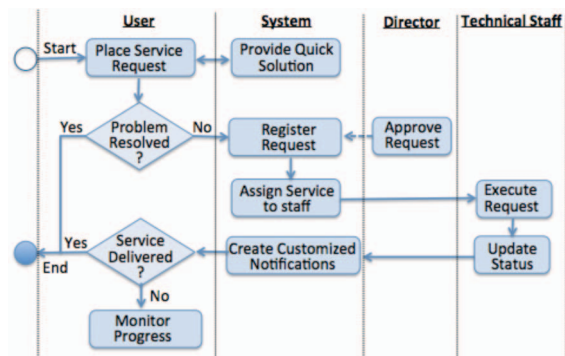 User
System
Director
Technical Staff
Start
Place Service
Request
Provide Quick
Solution
Yes
Problem
Resolved
?
No
Register
Request
Approve
Request
Assign Service
to staff
Execute
Request
Yes
End
Service
Delivered
?
Create Customized
Notifications
Update
Status
No
Monitor
Progress